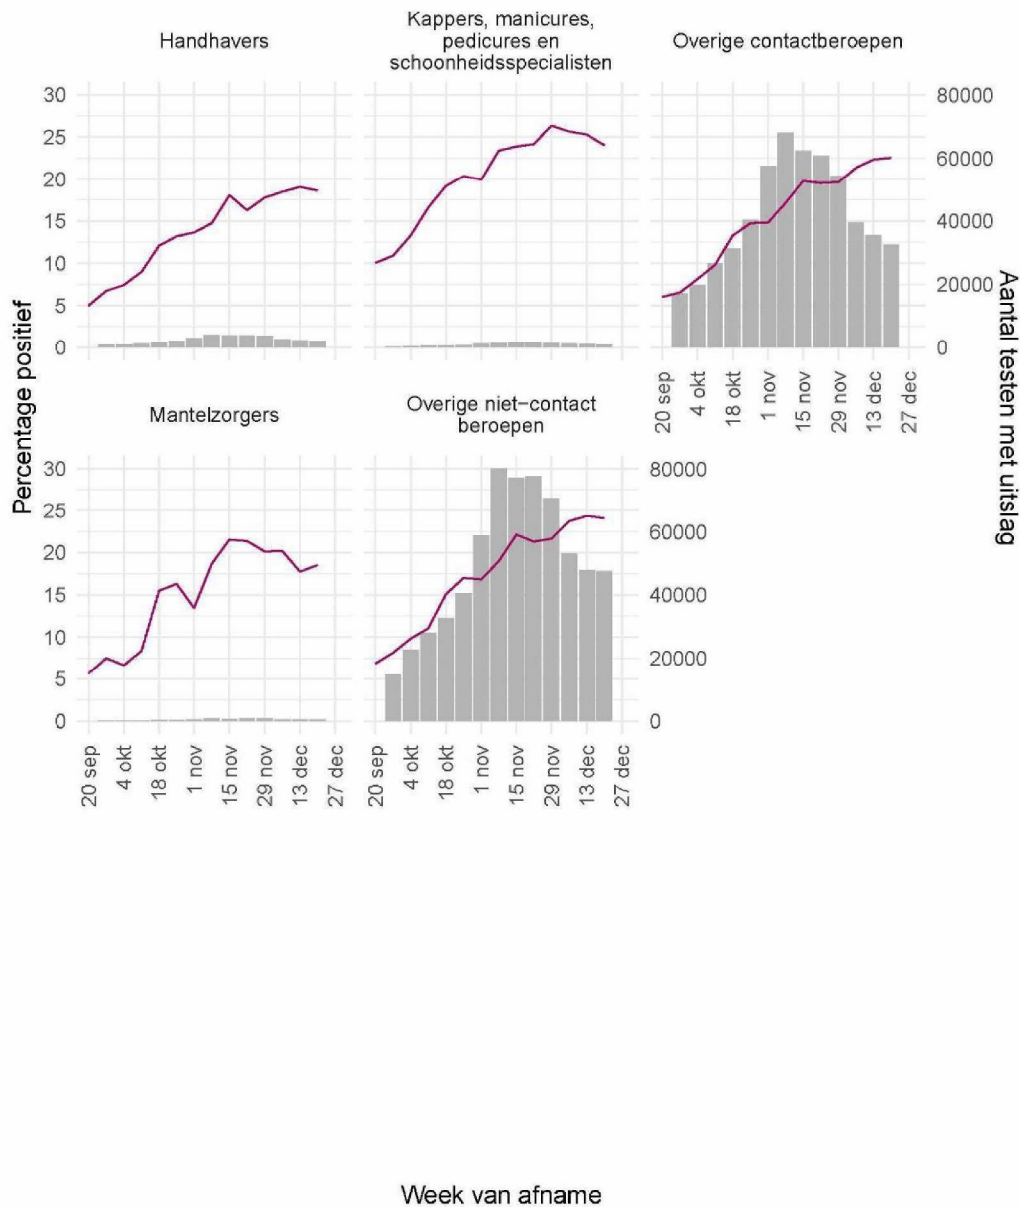 Handhavers
Kappers, manicures,
pedicures en
schoonheidsspecialisten
Overige contactberoepen
30
25
20
15
10
5
0
80000
60000
40000
20000
0
20 sep
4 okt
18 okt
1 nov
15 nov
29 nov
13 dec
27 dec
Percentage positief
Aantal testen met uitslag
Mantelzorgers
Overige niet-contact
beroepen
30
25
20
15
10
5
0
80000
60000
40000
20000
0
20 sep
4 okt
18 okt
1 nov
15 nov
29 nov
13 dec
27 dec
20 sep
4 okt
18 okt
1 nov
15 nov
29 nov
13 dec
27 dec
Week van afname